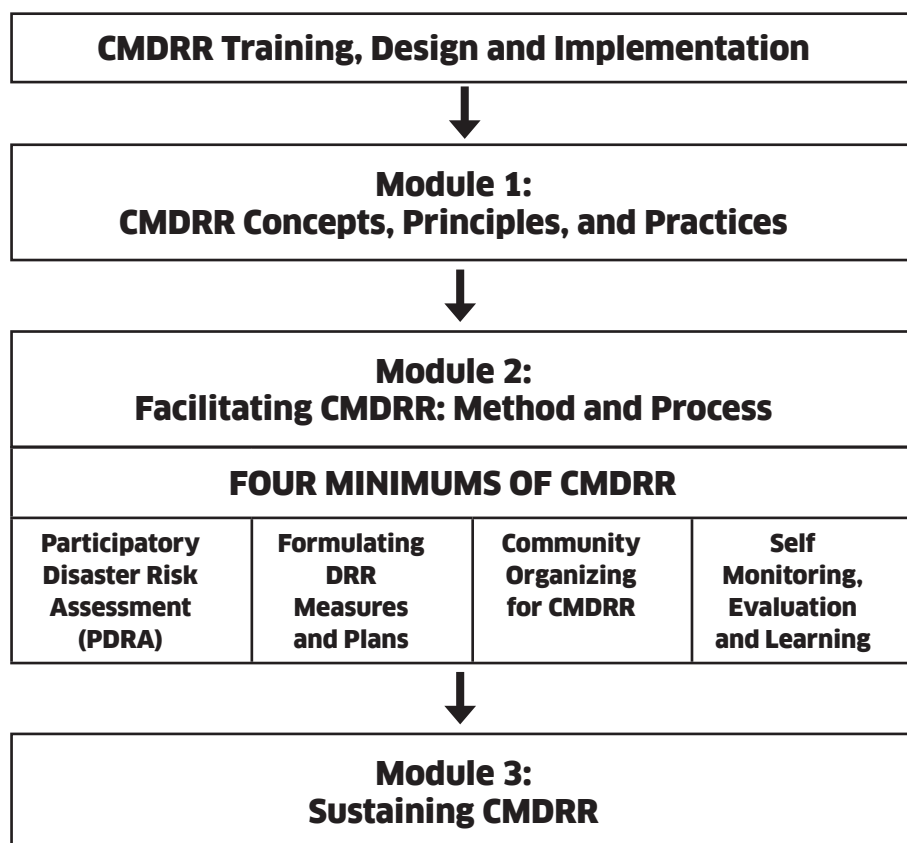 CMDRR Training, Design and Implementation
Module 1:
CMDRR Concepts, Principles, and Practices
Module 2:
Facilitating CMDRR: Method and Process
FOUR MINIMUMS OF CMDRR
Participatory
Disaster Risk
Assessment
(PDRA)
Formulating
DRR
Measures
and Plans
Community
Organizing
for CMDRR
Self
Monitoring,
Evaluation
and Learning
Module 3:
Sustaining CMDRR